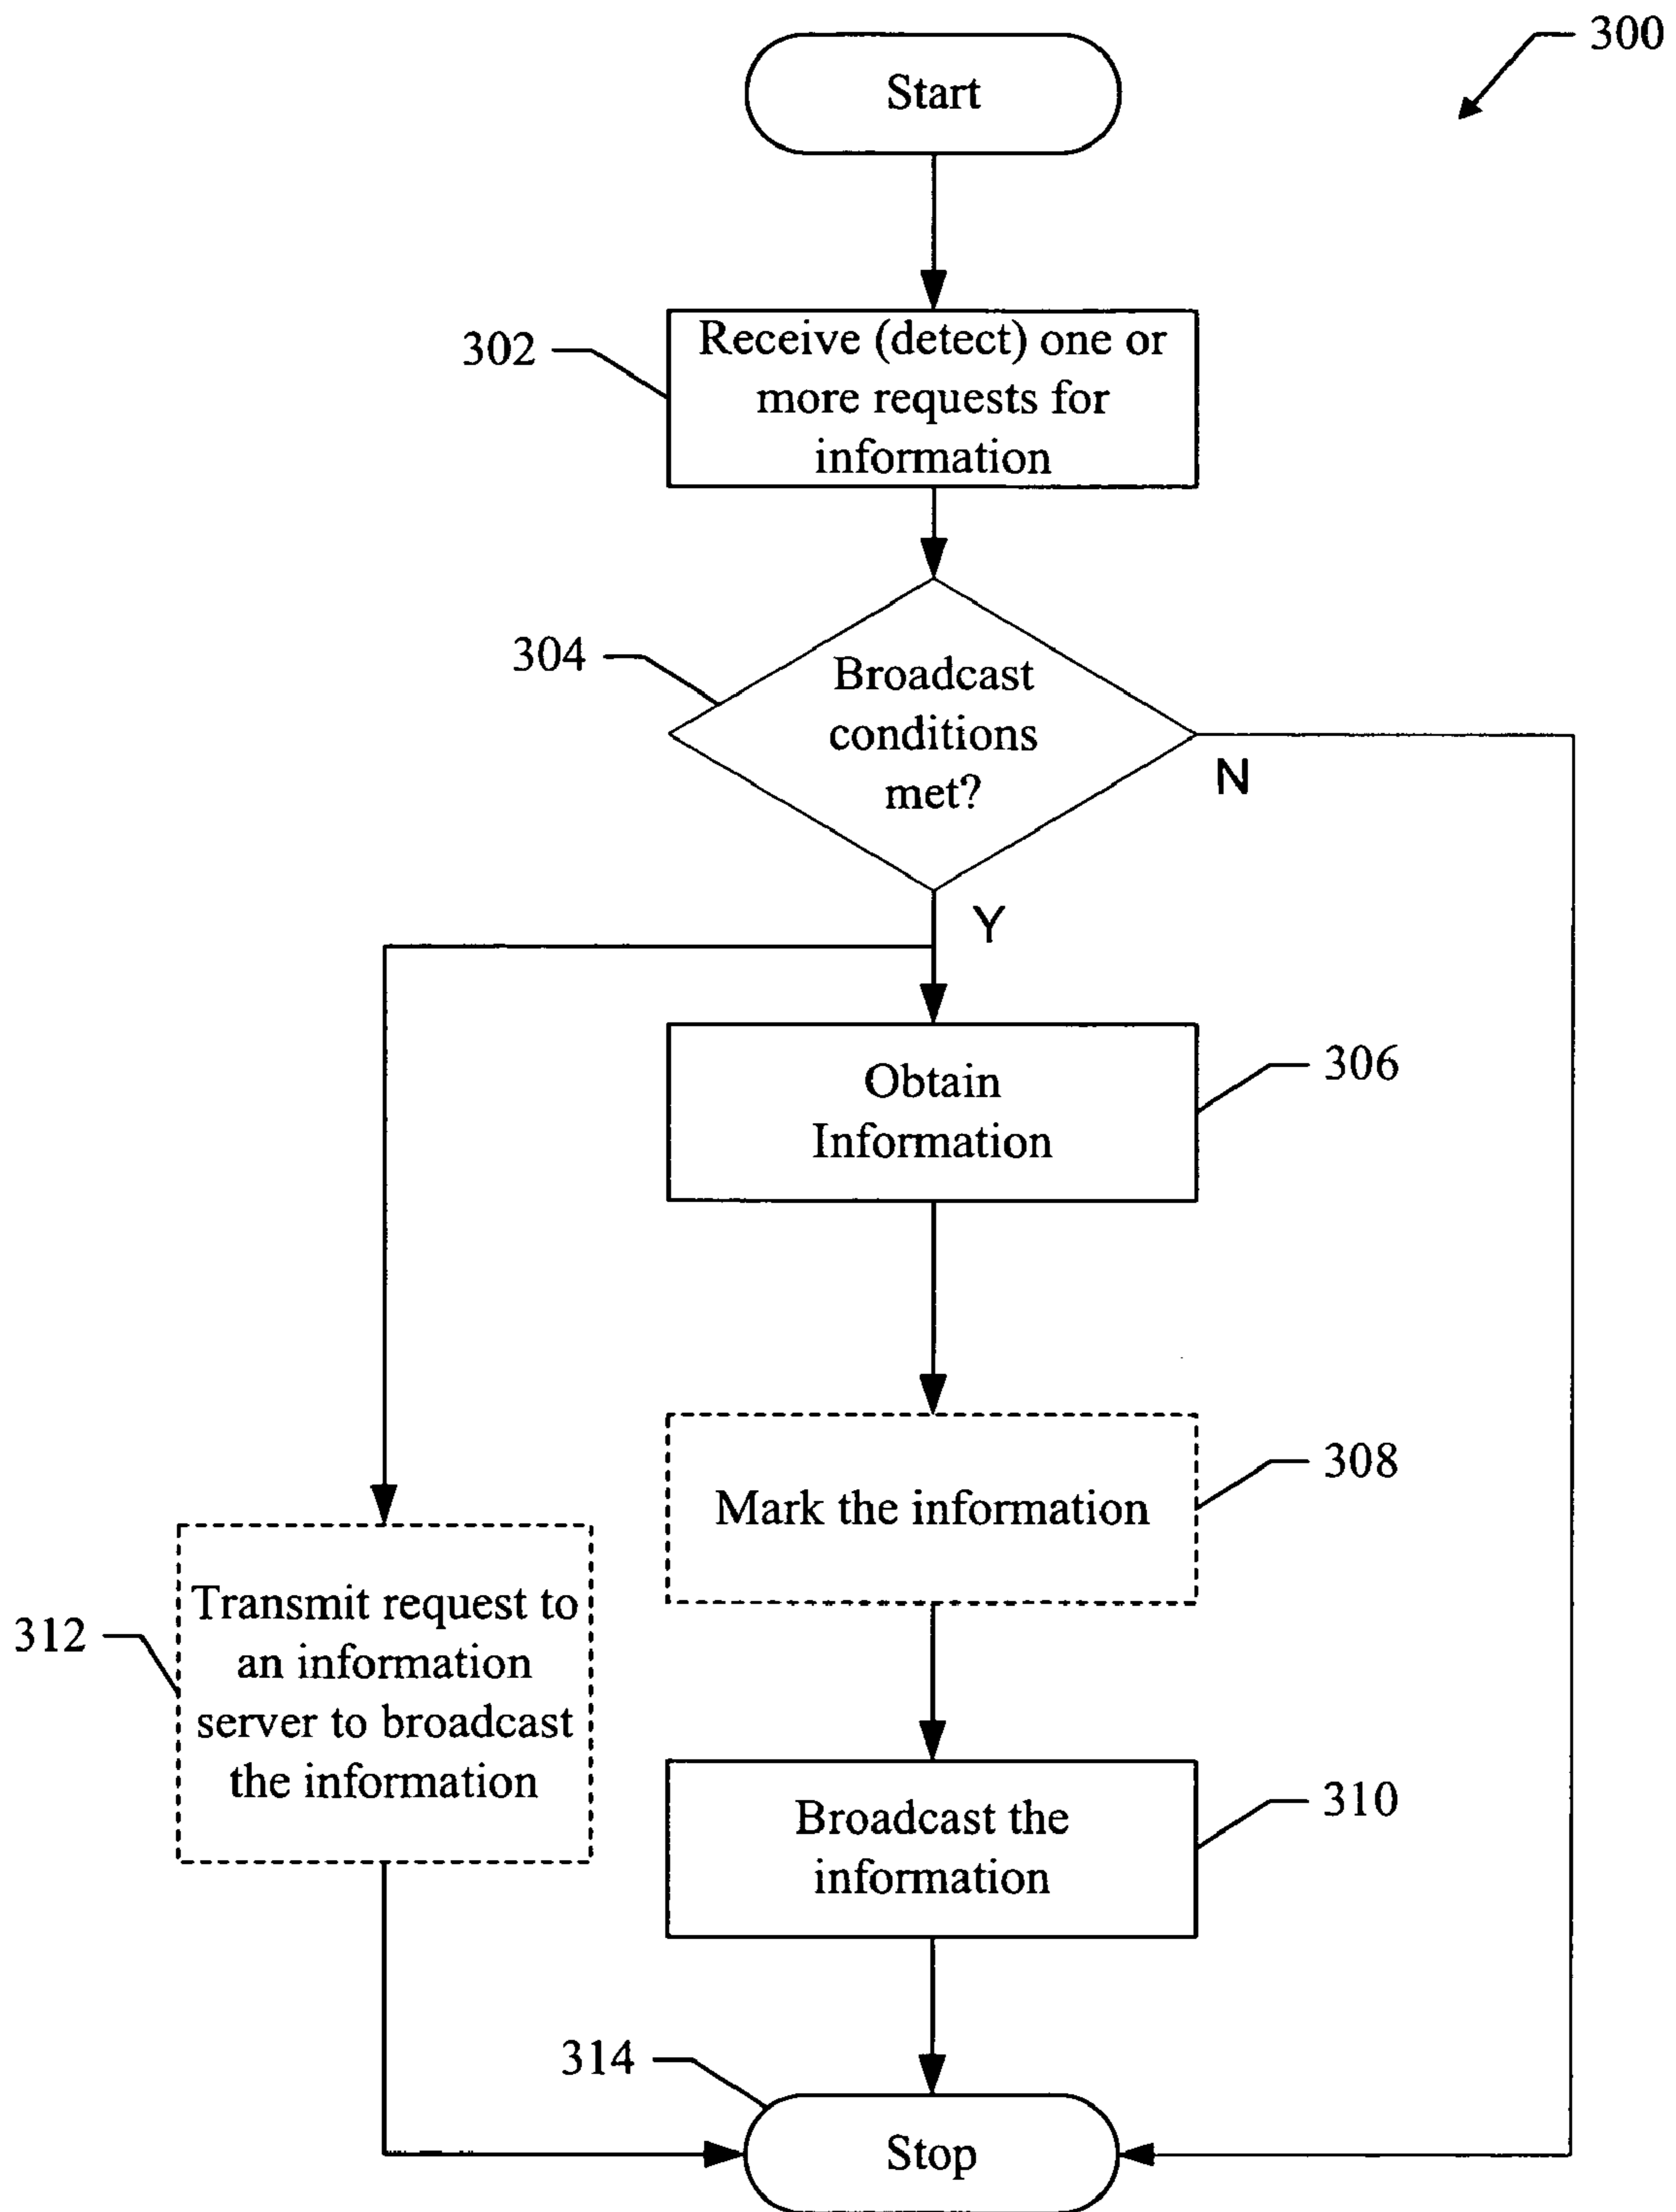 300
Start
302
Receive (detect) one or
more requests for
information
304
Broadcast
conditions
met?
N
Y
Obtain
Information
306
Mark the information
308
312
Transmit request to
an information
server to broadcast
the information
Broadcast the
information
310
314
Stop